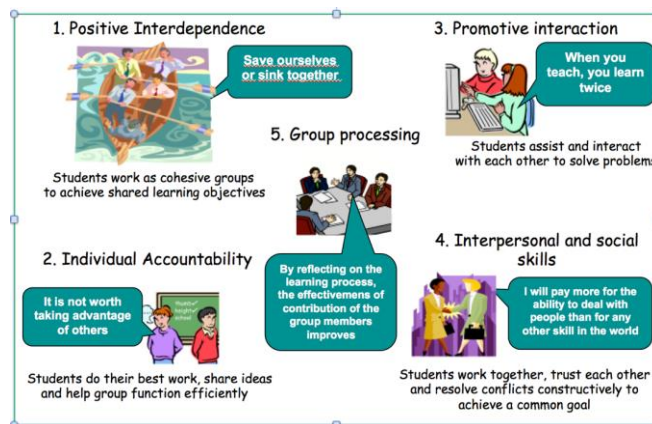 1. Positive Interdependence
Save ourselves
or sink together
Students work as cohesive groups
to achieve shared learning objectives
2. Individual Accountability
It is not worth
taking advantage
of others
Students do their best work, share ideas
and help group function efficiently
3. Promotive interaction
When you
teach, you learn
twice
Students assist and interact
with each other to solve problems
4. Interpersonal and social
skills
I will pay more for the
ability to deal with
people than for any
other skill in the world
Students work together, trust each other
and resolve conflicts constructively to
achieve a common goal
5. Group processing
By reflecting on the
learning process,
the effectivemens of
contribution of the
group members
improves